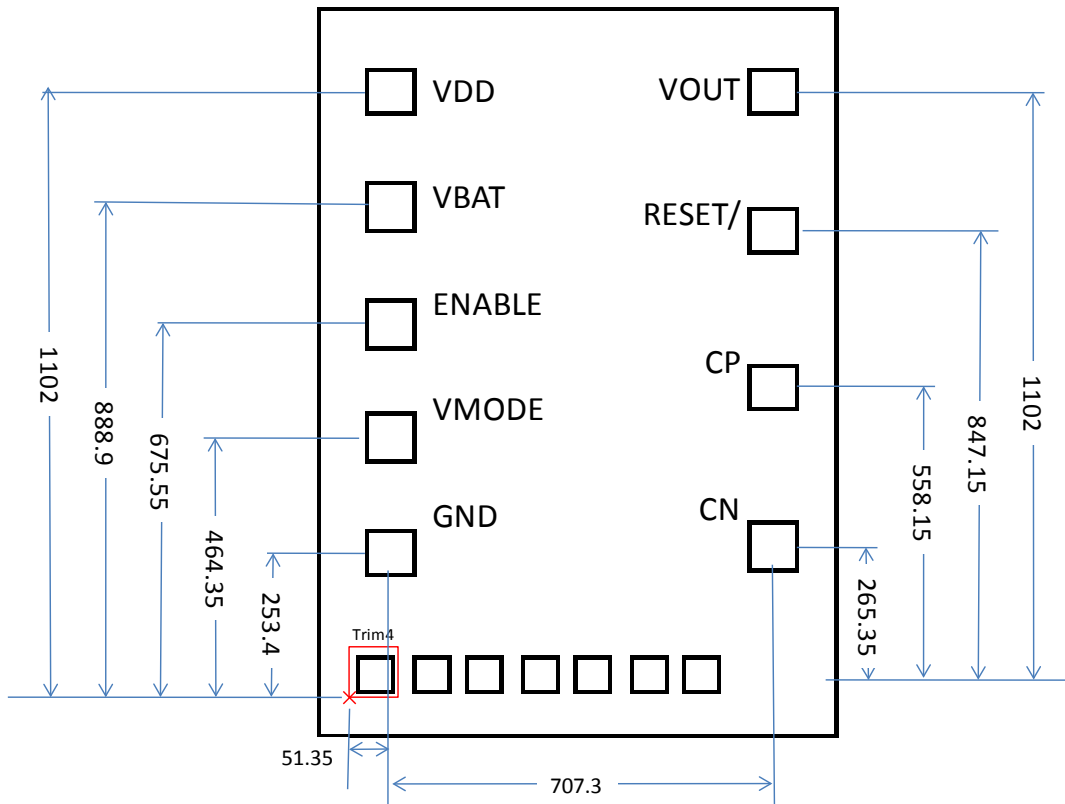 VDD
VOUT
VBAT
RESET/
ENABLE
CP
VMODE
CN
GND
Trim4
1102
888.9
675.55
464.35
253.4
265.35
558.15
847.15
1102
51.35
707.3